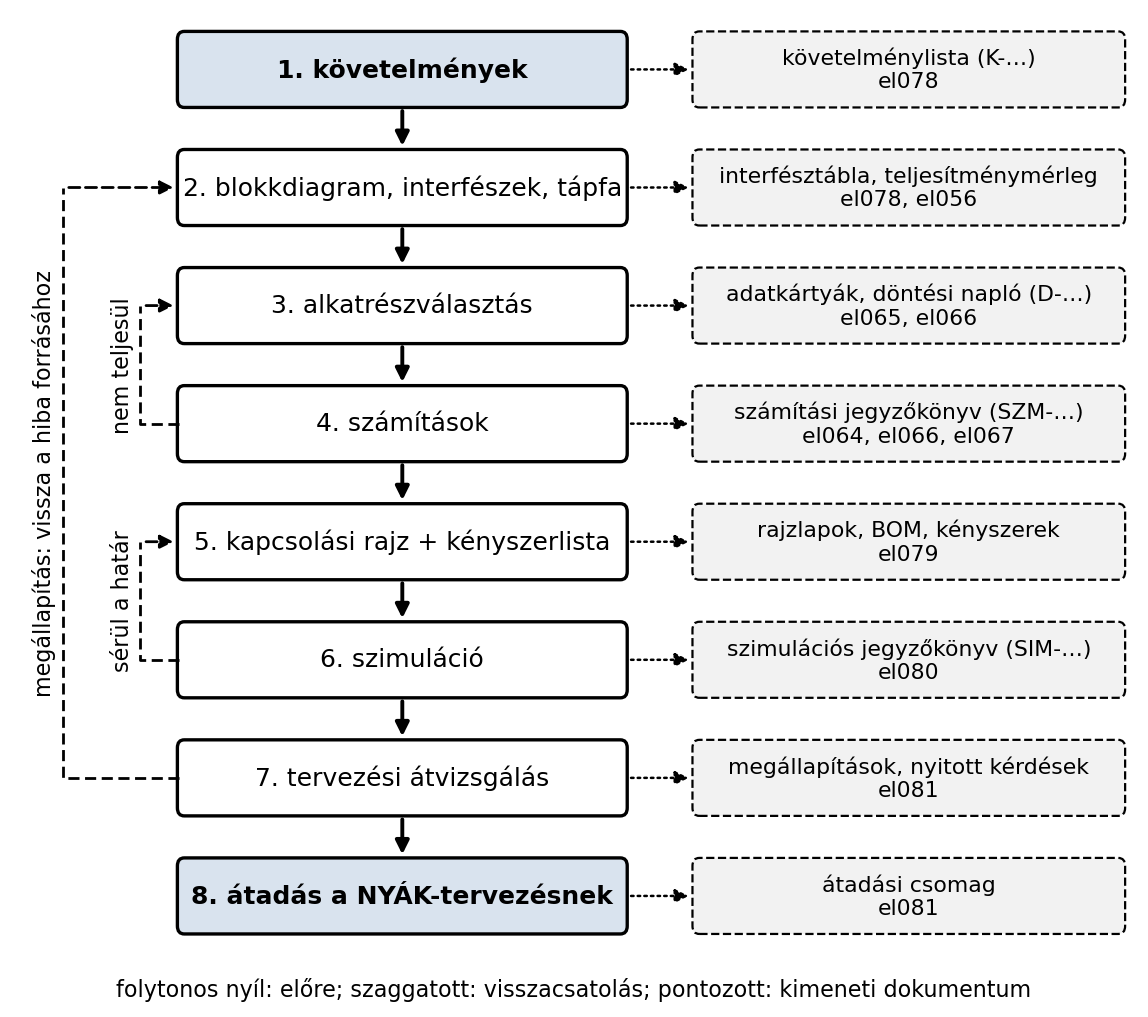 1. követelmények
követelménylista (K-...)
el078
2. blokkdiagram, interfészek, tápfa
interfésztábla, teljesítménymérleg
el078, el056
3. alkatrészválasztás
adatkártyák, döntési napló (D-...)
el065, el066
nem teljesül
4. számítások
számítási jegyzőkönyv (SZM-...)
el064, el066, el067
megállapítás: vissza a hiba forrásához
5. kapcsolási rajz + kényszerlista
rajzlapok, BOM, kényszerek
el079
sérül a határ
6. szimuláció
szimulációs jegyzőkönyv (SIM-...)
el080
7. tervezési átvizsgálás
megállapítások, nyitott kérdések
el081
8. átadás a NYÁK-tervezésnek
átadási csomag
el081
folytonos nyíl: előre; szaggatott: visszacsatolás; pontozott: kimeneti dokumentum